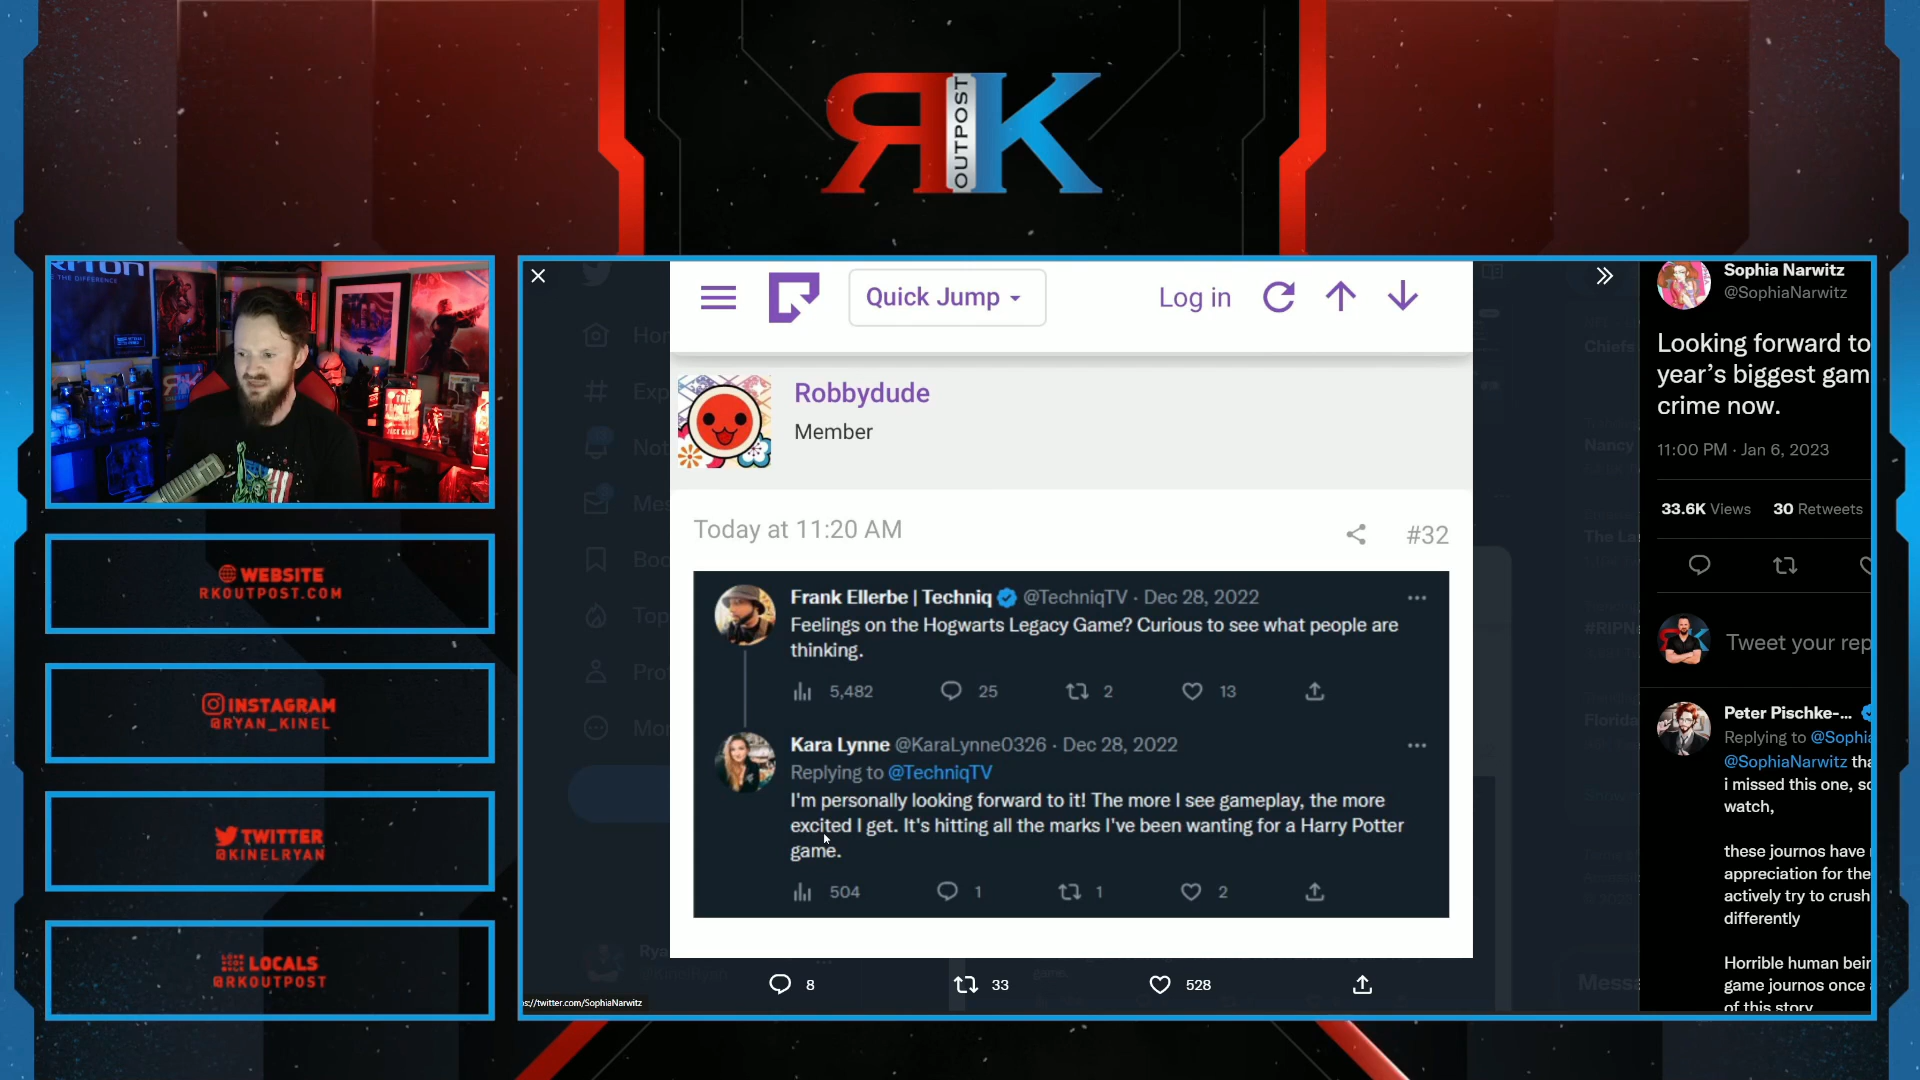 RK
OUTPOST
THE DIFFERENCE
WEBSITE
RKOUTPOST.COM
INSTAGRAM
@RYAN_KINEL
TWITTER
@KINELRYAN
LOCALS
@RKOUTPOST
Quick Jump
Log in
Robbydude
Member
Today at 11:20 AM
#32
Frank Ellerbe | Techniq @TechniqTV · Dec 28, 2022
Feelings on the Hogwarts Legacy Game? Curious to see what people are
thinking.
5,482 25 2 13
Kara Lynne @KaraLynne0326 · Dec 28, 2022
Replying to @TechniqTV
I'm personally looking forward to it! The more I see gameplay, the more
excited I get. It's hitting all the marks I've been wanting for a Harry Potter
game.
504 1 1 2
8 33 528
s://twitter.com/SophiaNarwitz
Sophia Narwitz
@SophiaNarwitz
Looking forward to
year's biggest gam
crime now.
11:00 PM · Jan 6, 2023
33.6K Views 30 Retweets
Tweet your rep
Peter Pischke-...
Replying to @Sophia
@SophiaNarwitz tha
i missed this one, so
watch,
these journos have
appreciation for the
actively try to crush
differently
Horrible human bein
game journos once
of this story